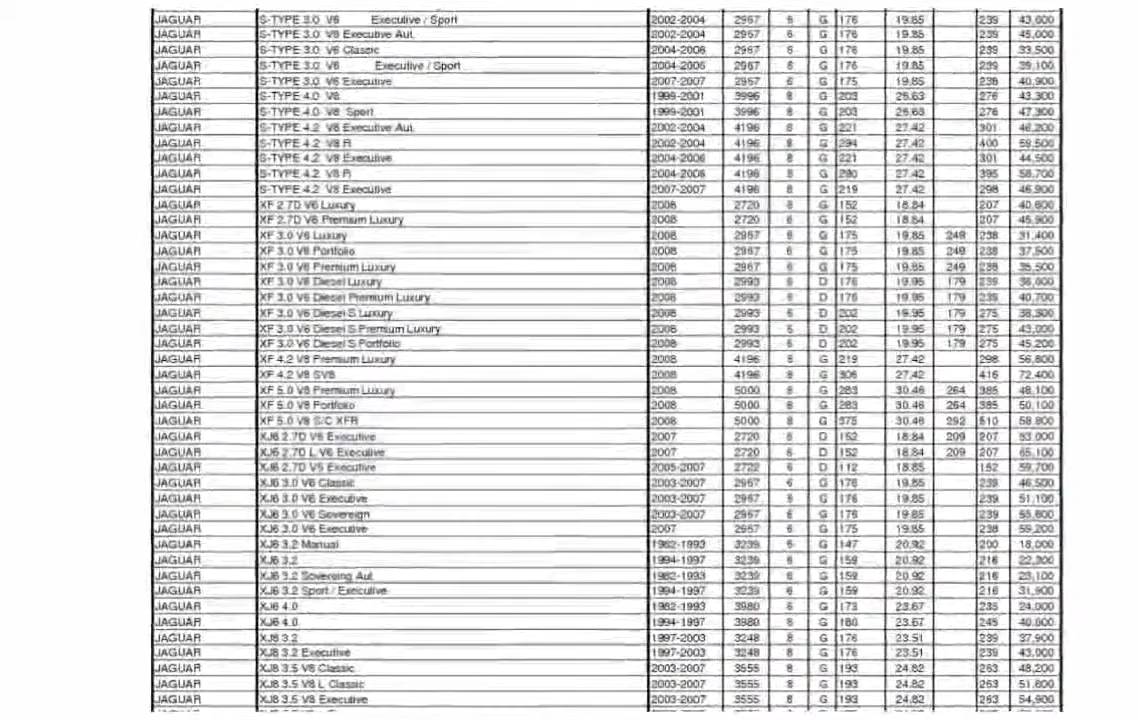 JAGUAR S-TYPE 3.0 V6 Executive / Sport 2002-2004 2967 6 G 176 19.85 239 43,600
JAGUAR S-TYPE 3.0 V6 Executive Aut. 2002-2004 2967 6 G 176 19.85 239 45,000
JAGUAR S-TYPE 3.0 V6 Classic 2004-2006 2967 6 G 176 19.85 239 33,500
JAGUAR S-TYPE 3.0 V6 Executive / Sport 2004-2006 2967 6 G 176 19.85 239 39,100
JAGUAR S-TYPE 3.0 V6 Executive 2007-2007 2967 6 G 175 19.85 238 40,900
JAGUAR S-TYPE 4.0 V8 1999-2001 3996 8 G 203 25.63 276 43,300
JAGUAR S-TYPE 4.0 V8 Sport 1999-2001 3996 8 G 203 25.63 276 47,300
JAGUAR S-TYPE 4.2 V8 Executive Aut. 2002-2004 4196 8 G 221 27.42 301 46,200
JAGUAR S-TYPE 4.2 V8 R 2002-2004 4196 8 G 294 27.42 400 59,500
JAGUAR S-TYPE 4.2 V8 Executive 2004-2006 4196 8 G 221 27.42 301 44,500
JAGUAR S-TYPE 4.2 V8 R 2004-2006 4196 8 G 290 27.42 395 58,700
JAGUAR S-TYPE 4.2 V8 Executive 2007-2007 4196 8 G 219 27.42 298 46,900
JAGUAR XF 2.7D V6 Luxury 2008 2720 6 G 152 18.84 207 40,600
JAGUAR XF 2.7D V6 Premium Luxury 2008 2720 6 G 152 18.84 207 45,900
JAGUAR XF 3.0 V6 Luxury 2008 2967 6 G 175 19.85 249 238 31,400
JAGUAR XF 3.0 V6 Portfolio 2008 2967 6 G 175 19.85 249 238 37,500
JAGUAR XF 3.0 V6 Premium Luxury 2008 2967 6 G 175 19.85 249 238 35,500
JAGUAR XF 3.0 V6 Diesel Luxury 2008 2993 6 D 176 19.95 179 239 36,000
JAGUAR XF 3.0 V6 Diesel Premium Luxury 2008 2993 6 D 176 19.95 179 239 40,700
JAGUAR XF 3.0 V6 Diesel S Luxury 2008 2993 6 D 202 19.95 179 275 38,300
JAGUAR XF 3.0 V6 Diesel S Premium Luxury 2008 2993 6 D 202 19.95 179 275 43,000
JAGUAR XF 3.0 V6 Diesel S Portfolio 2008 2993 6 D 202 19.95 179 275 45,200
JAGUAR XF 4.2 V8 Premium Luxury 2008 4196 8 G 219 27.42 298 56,800
JAGUAR XF 4.2 V8 SV8 2008 4196 8 G 306 27.42 416 72,400
JAGUAR XF 5.0 V8 Premium Luxury 2008 5000 8 G 283 30.46 264 385 48,100
JAGUAR XF 5.0 V8 Portfolio 2008 5000 8 G 283 30.46 264 385 50,100
JAGUAR XF 5.0 V8 S/C XFR 2008 5000 8 G 375 30.46 292 510 58,800
JAGUAR XJ6 2.7D V6 Executive 2007 2720 6 D 152 18.84 209 207 53,000
JAGUAR XJ6 2.7D L V6 Executive 2007 2720 6 D 152 18.84 209 207 65,100
JAGUAR XJ6 2.7D V6 Executive 2005-2007 2722 6 D 112 18.85 152 59,700
JAGUAR XJ6 3.0 V6 Classic 2003-2007 2967 6 G 176 19.85 239 46,500
JAGUAR XJ6 3.0 V6 Executive 2003-2007 2967 6 G 176 19.85 239 51,100
JAGUAR XJ6 3.0 V6 Sovereign 2003-2007 2967 6 G 176 19.85 239 55,600
JAGUAR XJ6 3.0 V6 Executive 2007 2967 6 G 175 19.85 238 59,200
JAGUAR XJ6 3.2 Manual 1982-1993 3239 6 G 147 20.92 200 18,000
JAGUAR XJ6 3.2 1994-1997 3239 6 G 159 20.92 216 22,300
JAGUAR XJ6 3.2 Sovereing Aut. 1982-1993 3239 6 G 159 20.92 216 23,100
JAGUAR XJ6 3.2 Sport / Executive 1994-1997 3239 6 G 159 20.92 216 31,900
JAGUAR XJ6 4.0 1982-1993 3980 6 G 173 23.67 235 24,000
JAGUAR XJ6 4.0 1994-1997 3980 8 G 180 23.67 245 40,000
JAGUAR XJ8 3.2 1997-2003 3248 8 G 176 23.51 239 37,900
JAGUAR XJ8 3.2 Executive 1997-2003 3248 8 G 176 23.51 239 43,000
JAGUAR XJ8 3.5 V8 Classic 2003-2007 3555 8 G 193 24.82 263 48,200
JAGUAR XJ8 3.5 V8 L Classic 2003-2007 3555 8 G 193 24.82 263 51,800
JAGUAR XJ8 3.5 V8 Executive 2003-2007 3555 8 G 193 24.82 263 54,900